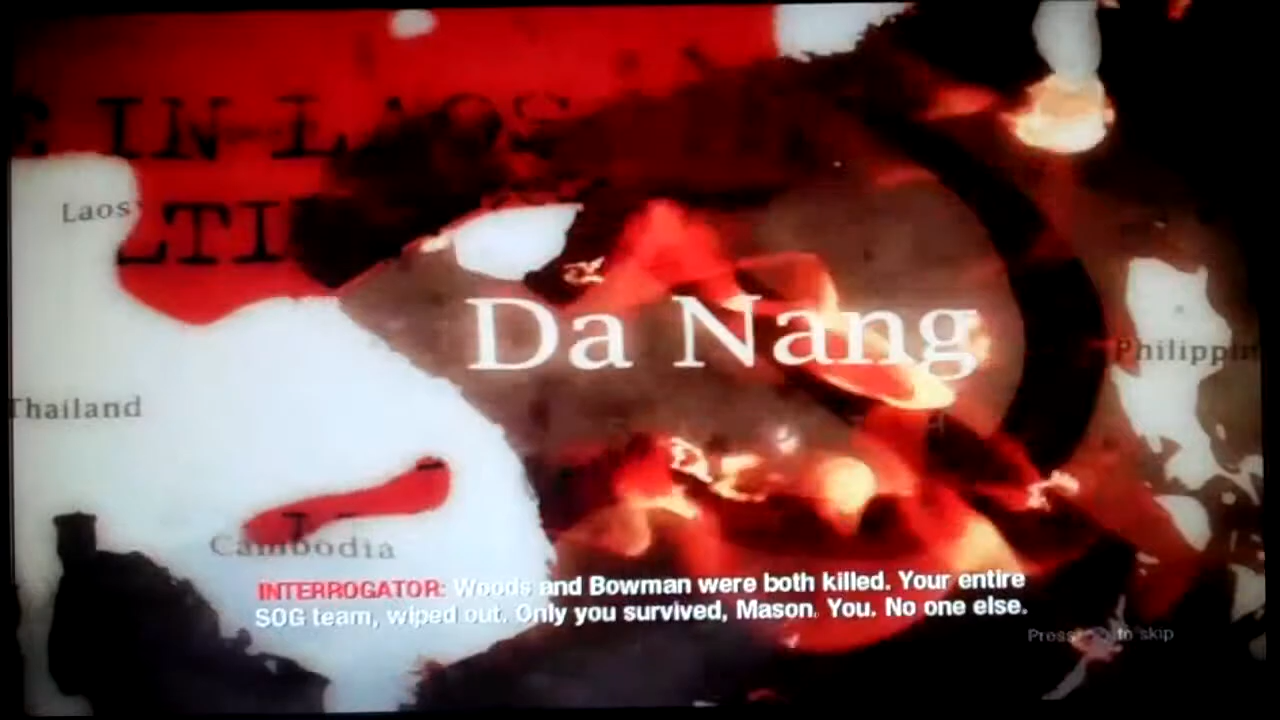 E IN LAOS
Laos
LTI
Da Nang
Philippin
Thailand
Cambodia
INTERROGATOR: Woods and Bowman were both killed. Your entire
SOG team, wiped out. Only you survived, Mason. You. No one else.
Press to skip